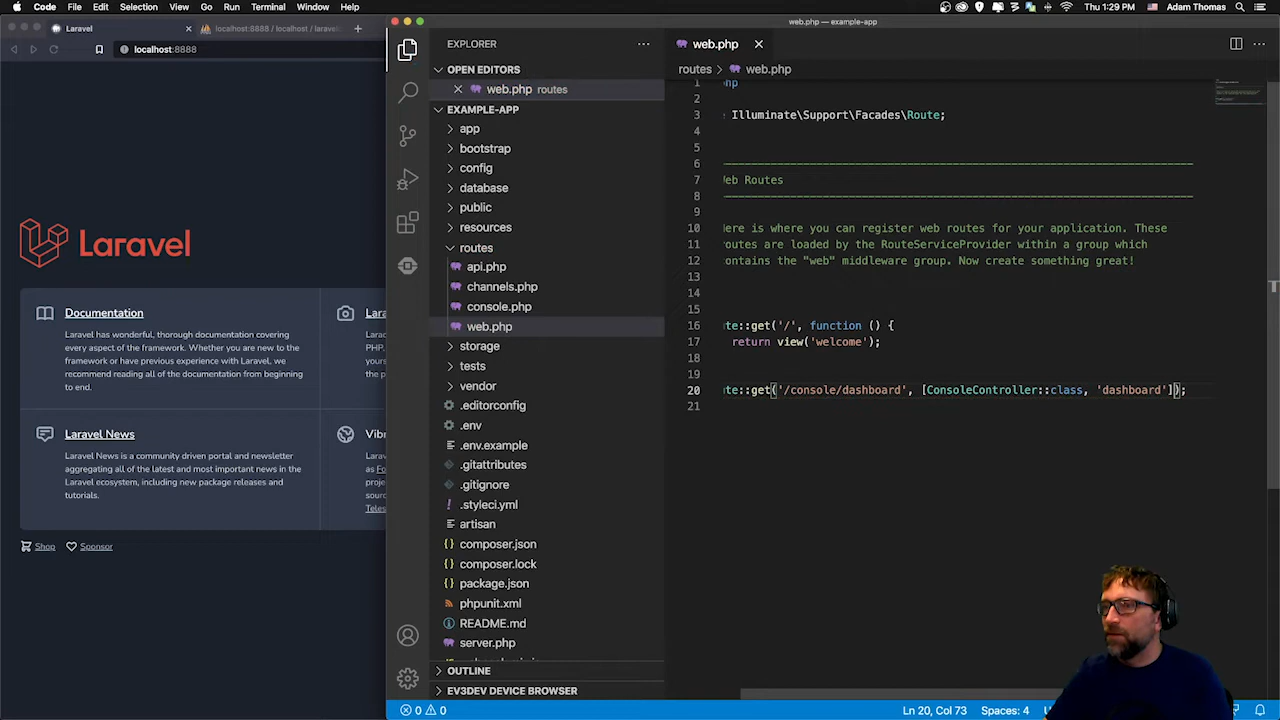 Code File Edit Selection View Go Run Terminal Window Help
Thu 1:29 PM Adam Thomas
Laravel
localhost:8888 / localhost / larave
localhost:8888
Laravel
Documentation
Laravel has wonderful, thorough documentation covering
every aspect of the framework. Whether you are new to the
framework or have previous experience with Laravel, we
recommend reading all of the documentation from beginning
to end.
Laravel News
Laravel News is a community driven portal and newsletter
aggregating all of the latest and most important news in the
Laravel ecosystem, including new package releases and
tutorials.
Shop
Sponsor
web.php — example-app
EXPLORER
OPEN EDITORS
web.php routes
EXAMPLE-APP
app
bootstrap
config
database
public
resources
routes
api.php
channels.php
console.php
web.php
storage
tests
vendor
.editorconfig
.env
.env.example
.gitattributes
.gitignore
.styleci.yml
artisan
composer.json
composer.lock
package.json
phpunit.xml
README.md
server.php
OUTLINE
EV3DEV DEVICE BROWSER
web.php
routes > web.php
1 hp
2
3 Illuminate\Support\Facades\Route;
4
5
6
7 Web Routes
8
9
10 Here is where you can register web routes for your application. These
11 routes are loaded by the RouteServiceProvider within a group which
12 contains the "web" middleware group. Now create something great!
13
14
15
16 te::get('/', function () {
17 return view('welcome');
18
19
20 te::get('/console/dashboard', [ConsoleController::class, 'dashboard']);
21
0 0
Ln 20, Col 73
Spaces: 4